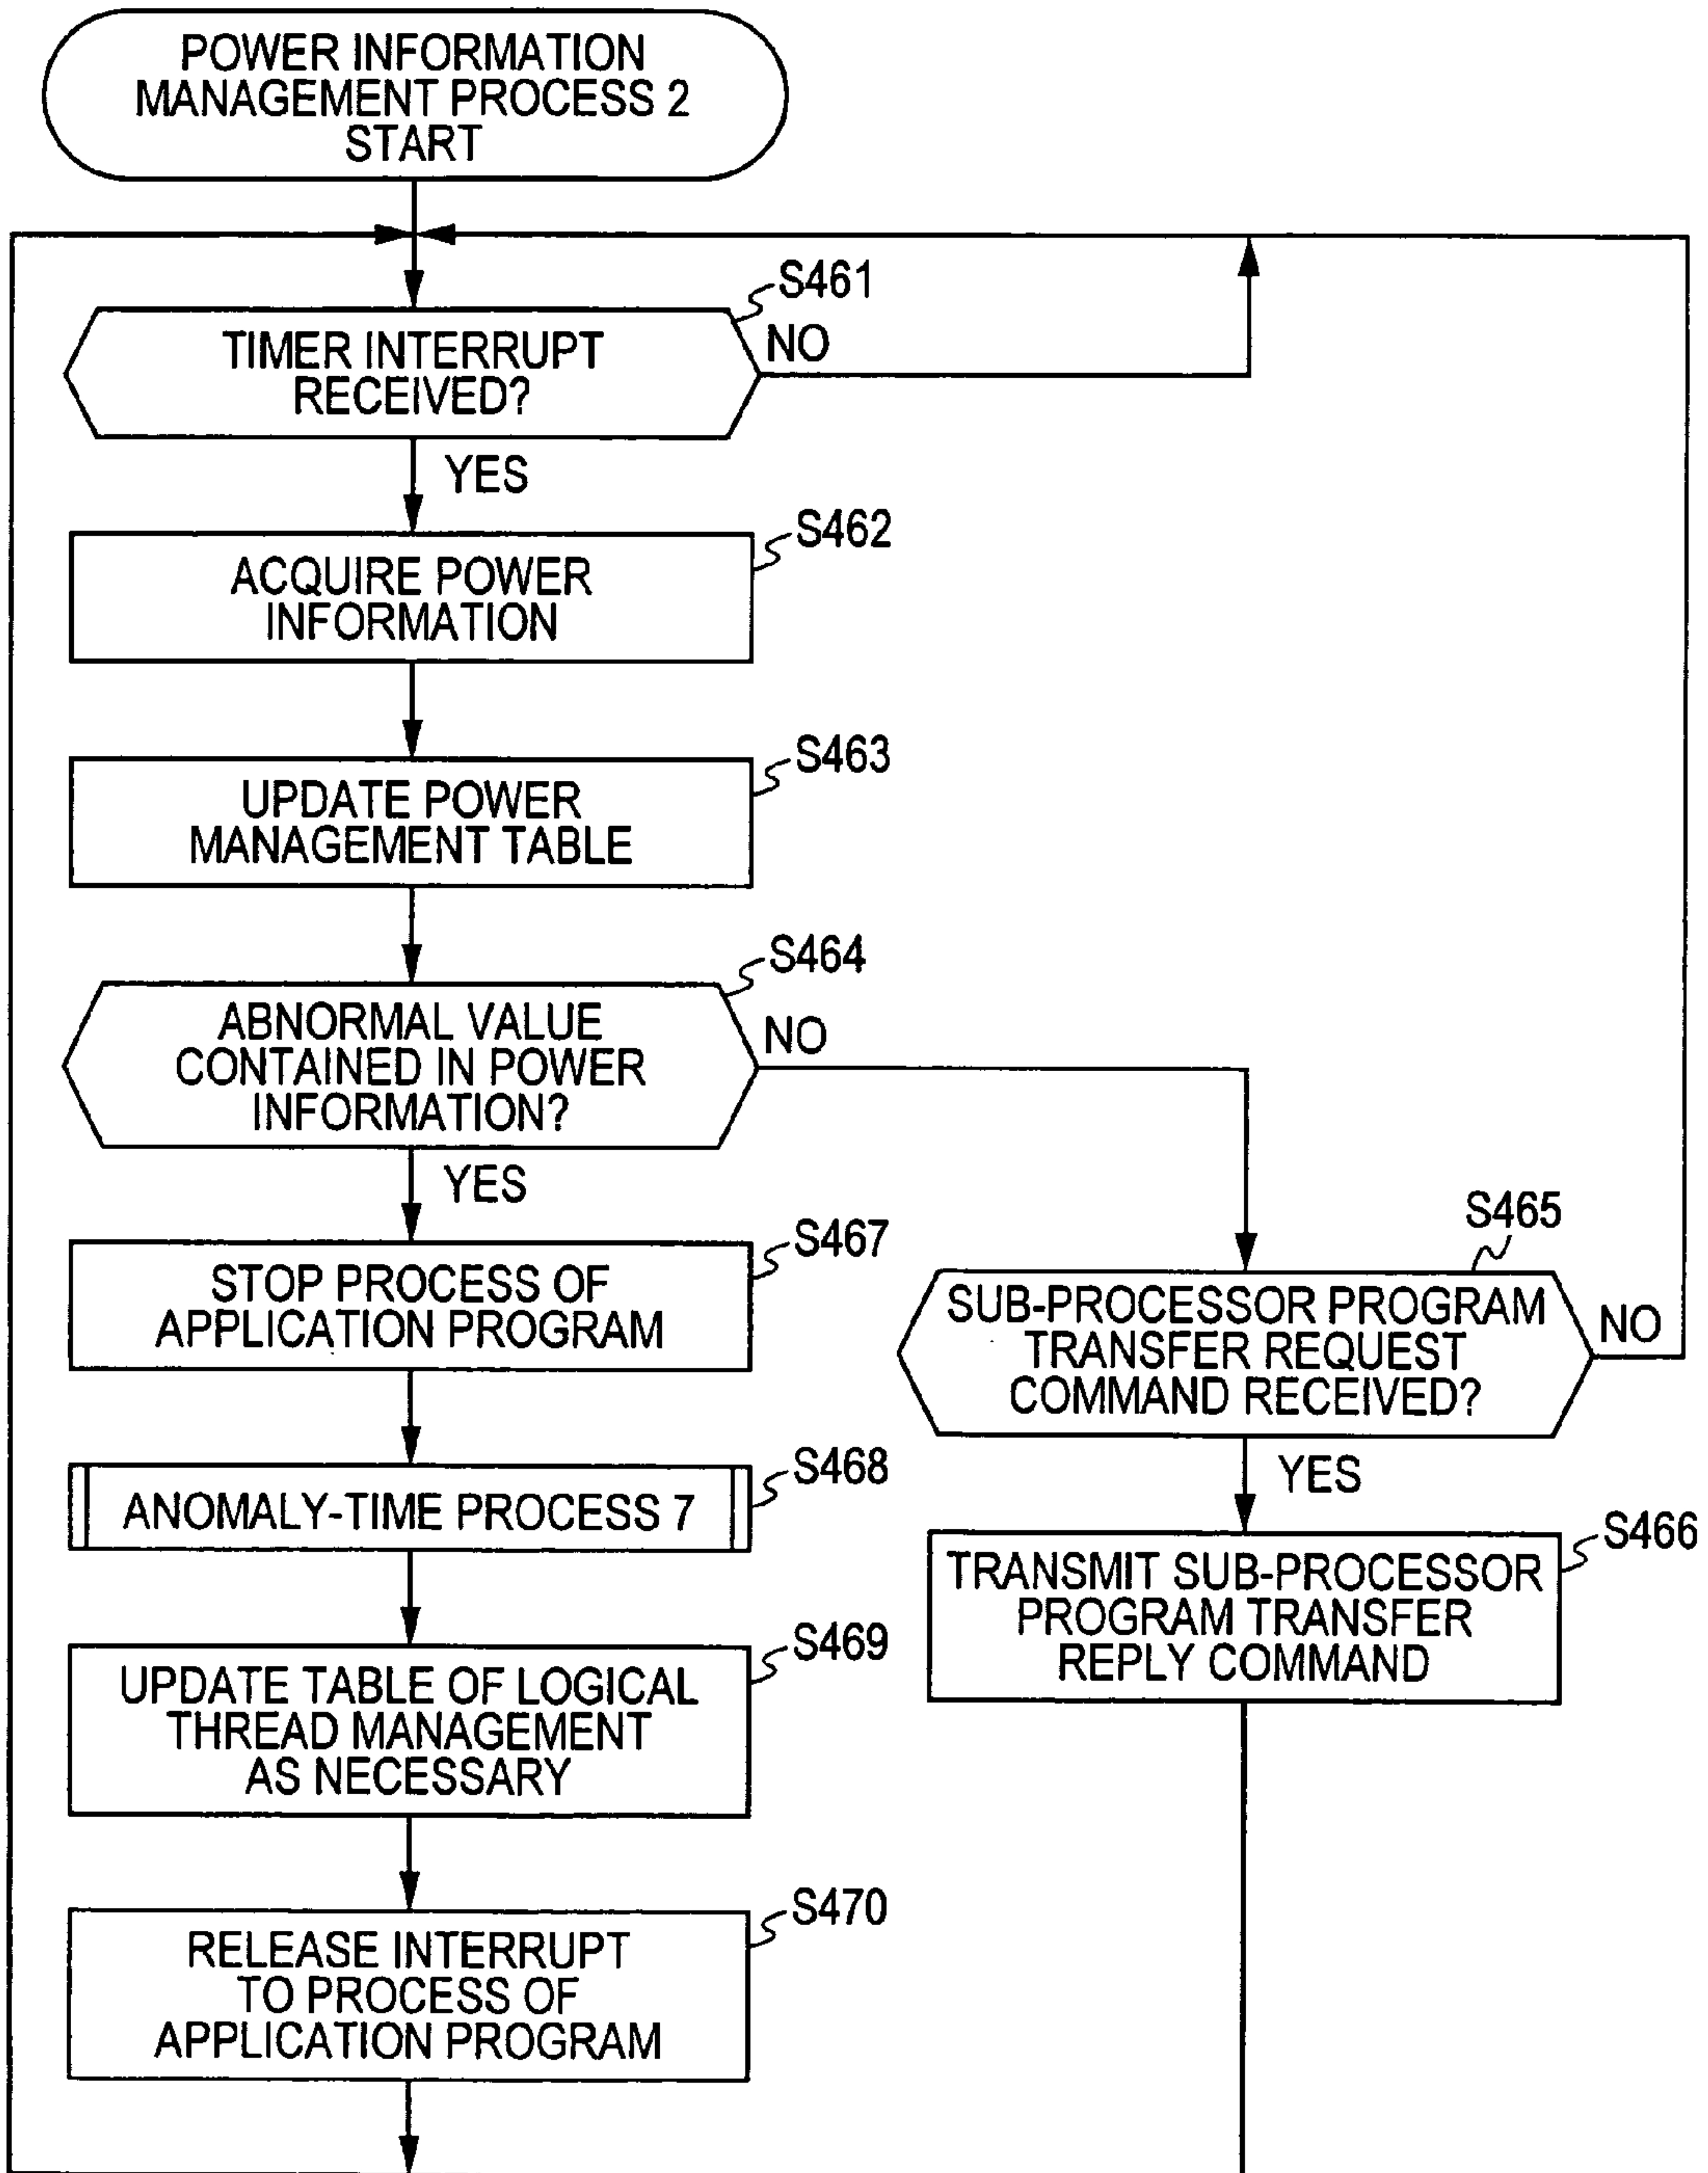 POWER INFORMATION
MANAGEMENT PROCESS 2
START
S461
TIMER INTERRUPT
RECEIVED?
NO
YES
S462
ACQUIRE POWER
INFORMATION
S463
UPDATE POWER
MANAGEMENT TABLE
S464
ABNORMAL VALUE
CONTAINED IN POWER
INFORMATION?
NO
YES
S467
STOP PROCESS OF
APPLICATION PROGRAM
S465
SUB-PROCESSOR PROGRAM
TRANSFER REQUEST
COMMAND RECEIVED?
NO
YES
S468
ANOMALY-TIME PROCESS 7
S466
TRANSMIT SUB-PROCESSOR
PROGRAM TRANSFER
REPLY COMMAND
S469
UPDATE TABLE OF LOGICAL
THREAD MANAGEMENT
AS NECESSARY
S470
RELEASE INTERRUPT
TO PROCESS OF
APPLICATION PROGRAM